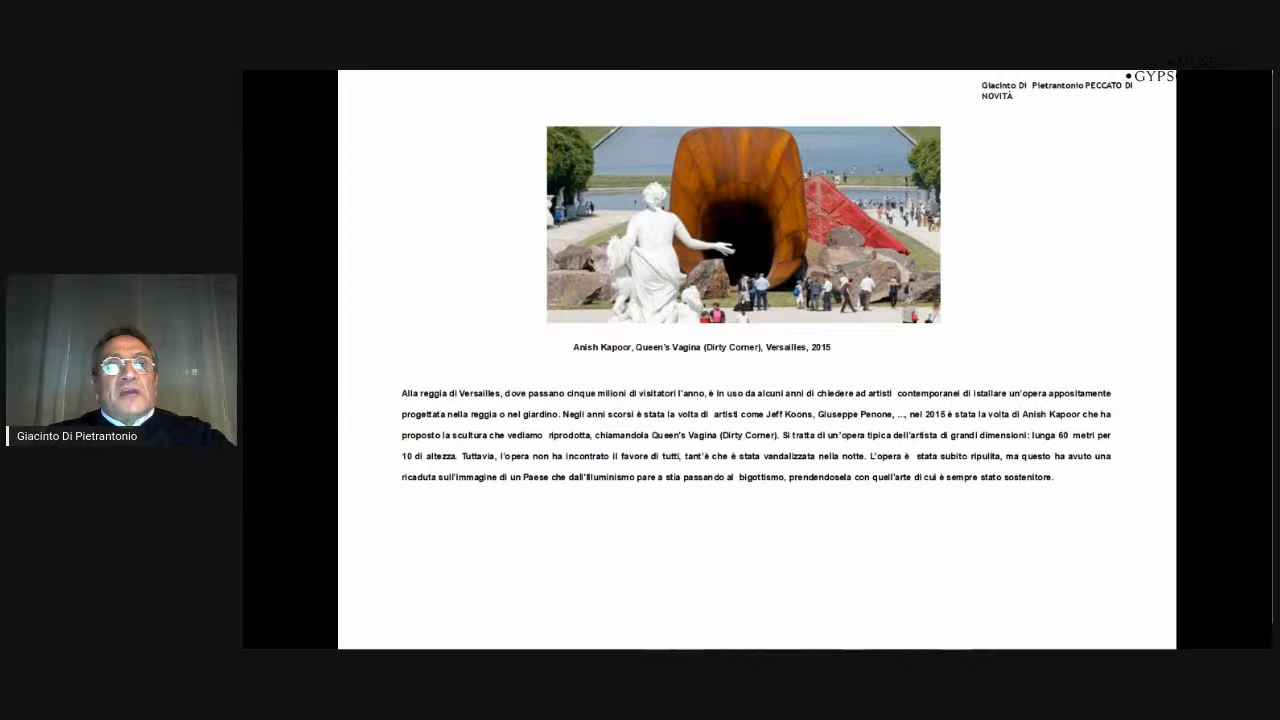 GYPS
Giacinto Di Pietrantonio PECCATO DI
NOVITÀ
Anish Kapoor, Queen's Vagina (Dirty Corner), Versailles, 2015
Alla reggia di Versailles, dove passano cinque milioni di visitatori l'anno, è in uso da alcuni anni di chiedere ad artisti contemporanei di istallare un'opera appositamente
progettata nella reggia o nel giardino. Negli anni scorsi è stata la volta di artisti come Jeff Koons, Giuseppe Penone, ..., nel 2015 è stata la volta di Anish Kapoor che ha
proposto la scultura che vediamo riprodotta, chiamandola Queen's Vagina (Dirty Corner). Si tratta di un'opera tipica dell'artista di grandi dimensioni: lunga 60 metri per
10 di altezza. Tuttavia, l'opera non ha incontrato il favore di tutti, tant'è che è stata vandalizzata nella notte. L'opera è stata subito ripulita, ma questo ha avuto una
ricaduta sull'immagine di un Paese che dall'Illuminismo pare a stia passando al bigottismo, prendendosela con quell'arte di cui è sempre stato sostenitore.
Giacinto Di Pietrantonio